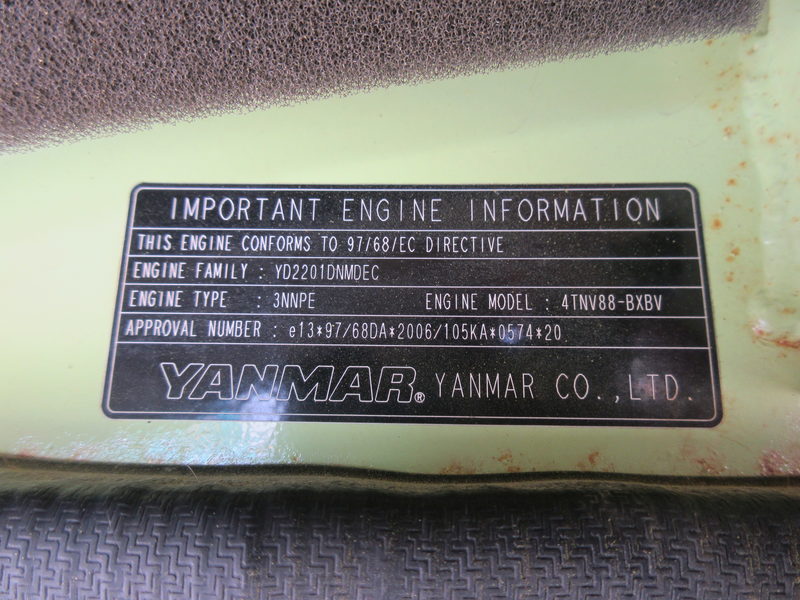 IMPORTANT ENGINE INFORMATION
THIS ENGINE CONFORMS TO 97/68/EC DIRECTIVE
ENGINE FAMILY : YD2201DNMDEC
ENGINE TYPE : 3NNPE ENGINE MODEL : 4TNV88-BXBV
APPROVAL NUMBER : e13*97/68DA*2006/105KA*0574*20
YANMAR® YANMAR CO.,LTD.